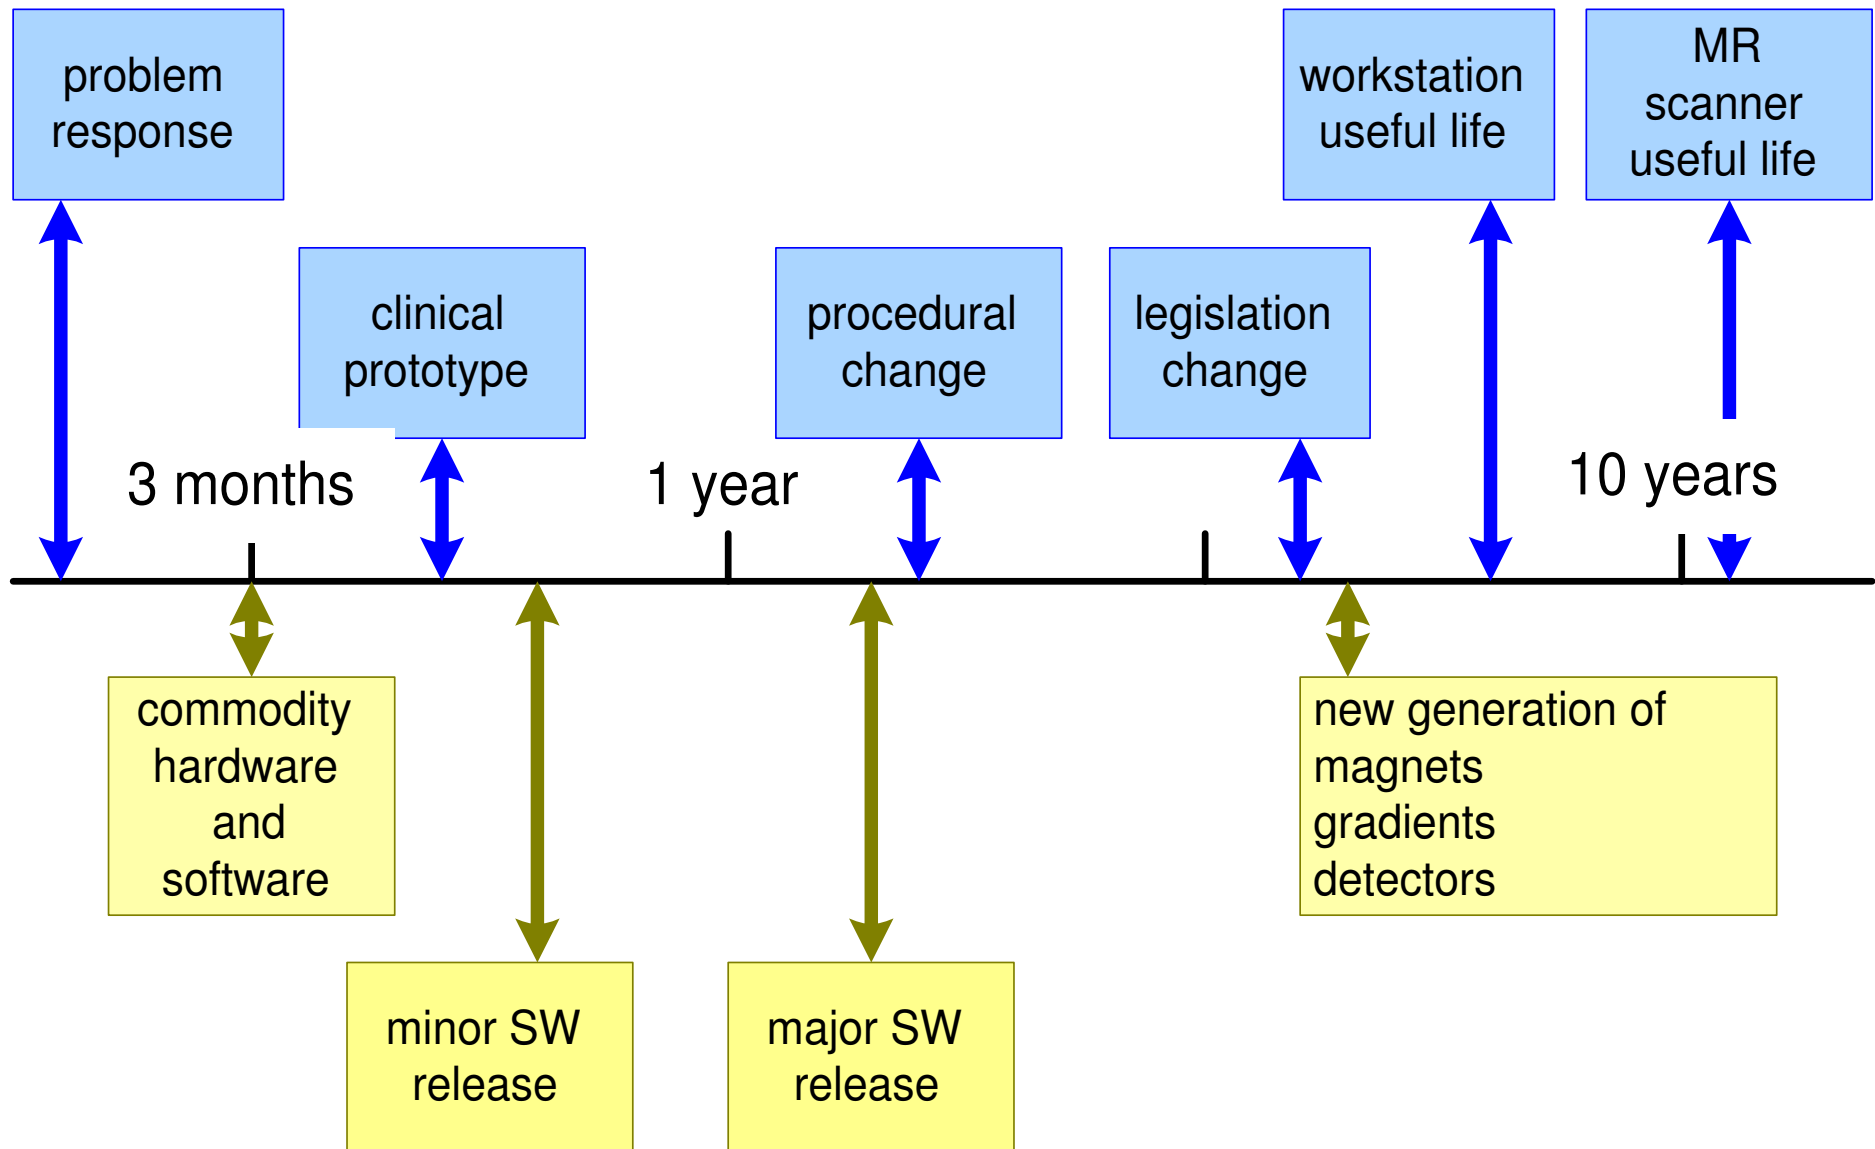 problem
response
workstation
useful life
MR
scanner
useful life
clinical
prototype
procedural
change
legislation
change
3 months
1 year
10 years
commodity
hardware
and
software
new generation of
magnets
gradients
detectors
minor SW
release
major SW
release